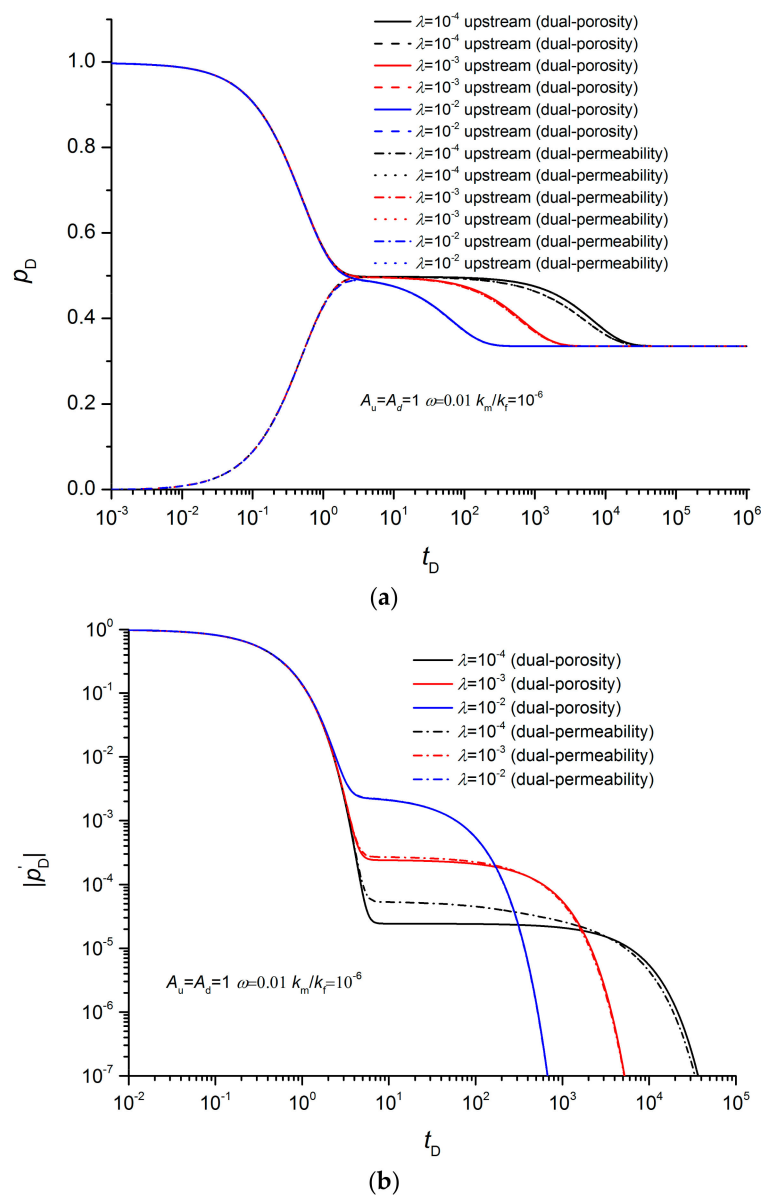 λ=10⁻⁴ upstream (dual-porosity)
λ=10⁻⁴ upstream (dual-porosity)
λ=10⁻³ upstream (dual-porosity)
λ=10⁻³ upstream (dual-porosity)
λ=10⁻² upstream (dual-porosity)
λ=10⁻² upstream (dual-porosity)
λ=10⁻⁴ upstream (dual-permeability)
λ=10⁻⁴ upstream (dual-permeability)
λ=10⁻³ upstream (dual-permeability)
λ=10⁻³ upstream (dual-permeability)
λ=10⁻² upstream (dual-permeability)
λ=10⁻² upstream (dual-permeability)
1.0
0.8
0.6
0.4
0.2
0.0
p_D
A_u=A_d=1 ω=0.01 k_m/k_f=10⁻⁶
10⁻³ 10⁻² 10⁻¹ 10⁰ 10¹ 10² 10³ 10⁴ 10⁵ 10⁶
t_D
(a)
λ=10⁻⁴ (dual-porosity)
λ=10⁻³ (dual-porosity)
λ=10⁻² (dual-porosity)
λ=10⁻⁴ (dual-permeability)
λ=10⁻³ (dual-permeability)
λ=10⁻² (dual-permeability)
10⁰
10⁻¹
10⁻²
10⁻³
10⁻⁴
10⁻⁵
10⁻⁶
10⁻⁷
|p'_D|
A_u=A_d=1 ω=0.01 k_m/k_f=10⁻⁶
10⁻² 10⁻¹ 10⁰ 10¹ 10² 10³ 10⁴ 10⁵
t_D
(b)